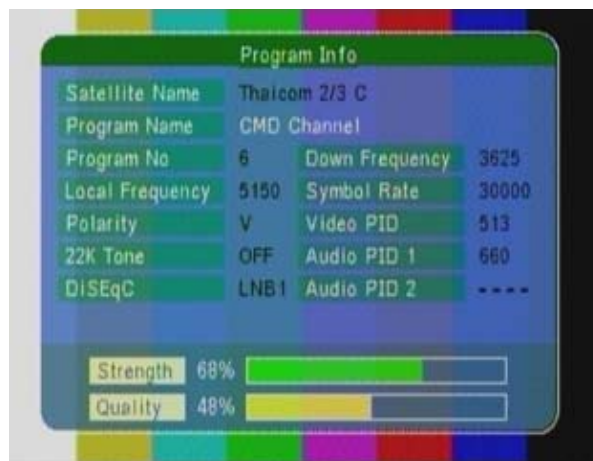 Program Info
Satellite Name Thaicom 2/3 C
Program Name CMD Channel
Program No 6 Down Frequency 3625
Local Frequency 5150 Symbol Rate 30000
Polarity V Video PID 513
22K Tone OFF Audio PID 1 660
DiSEqC LNB1 Audio PID 2 ----
Strength 68%
Quality 48%